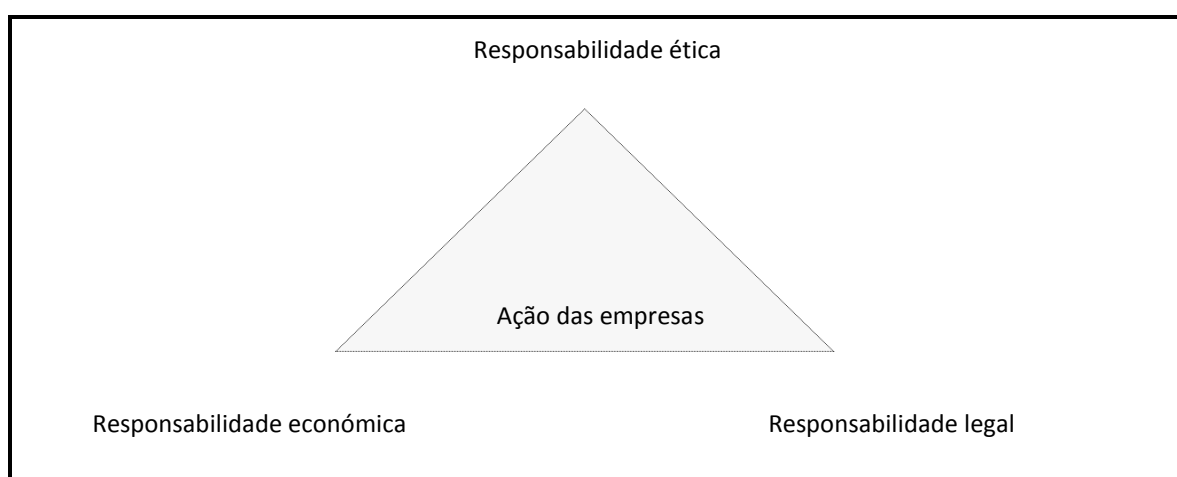 Responsabilidade ética
Ação das empresas
Responsabilidade económica
Responsabilidade legal